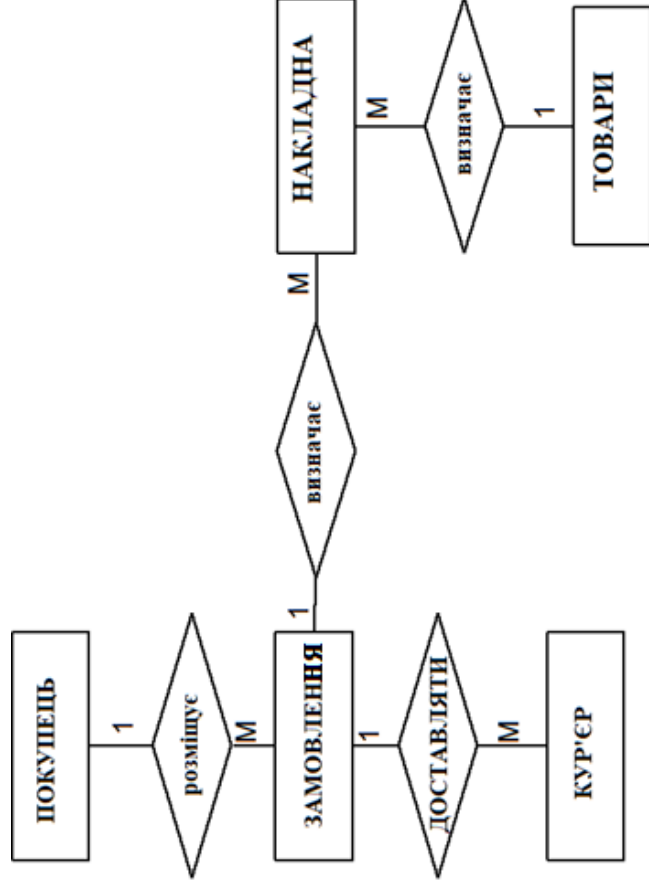 ПОКУПЕЦЬ
1
розміщує
М
ЗАМОВЛЕННЯ
1
визначає
М
НАКЛАДНА
1
М
ДОСТАВЛЯТИ
визначає
М
1
КУР'ЄР
ТОВАРИ